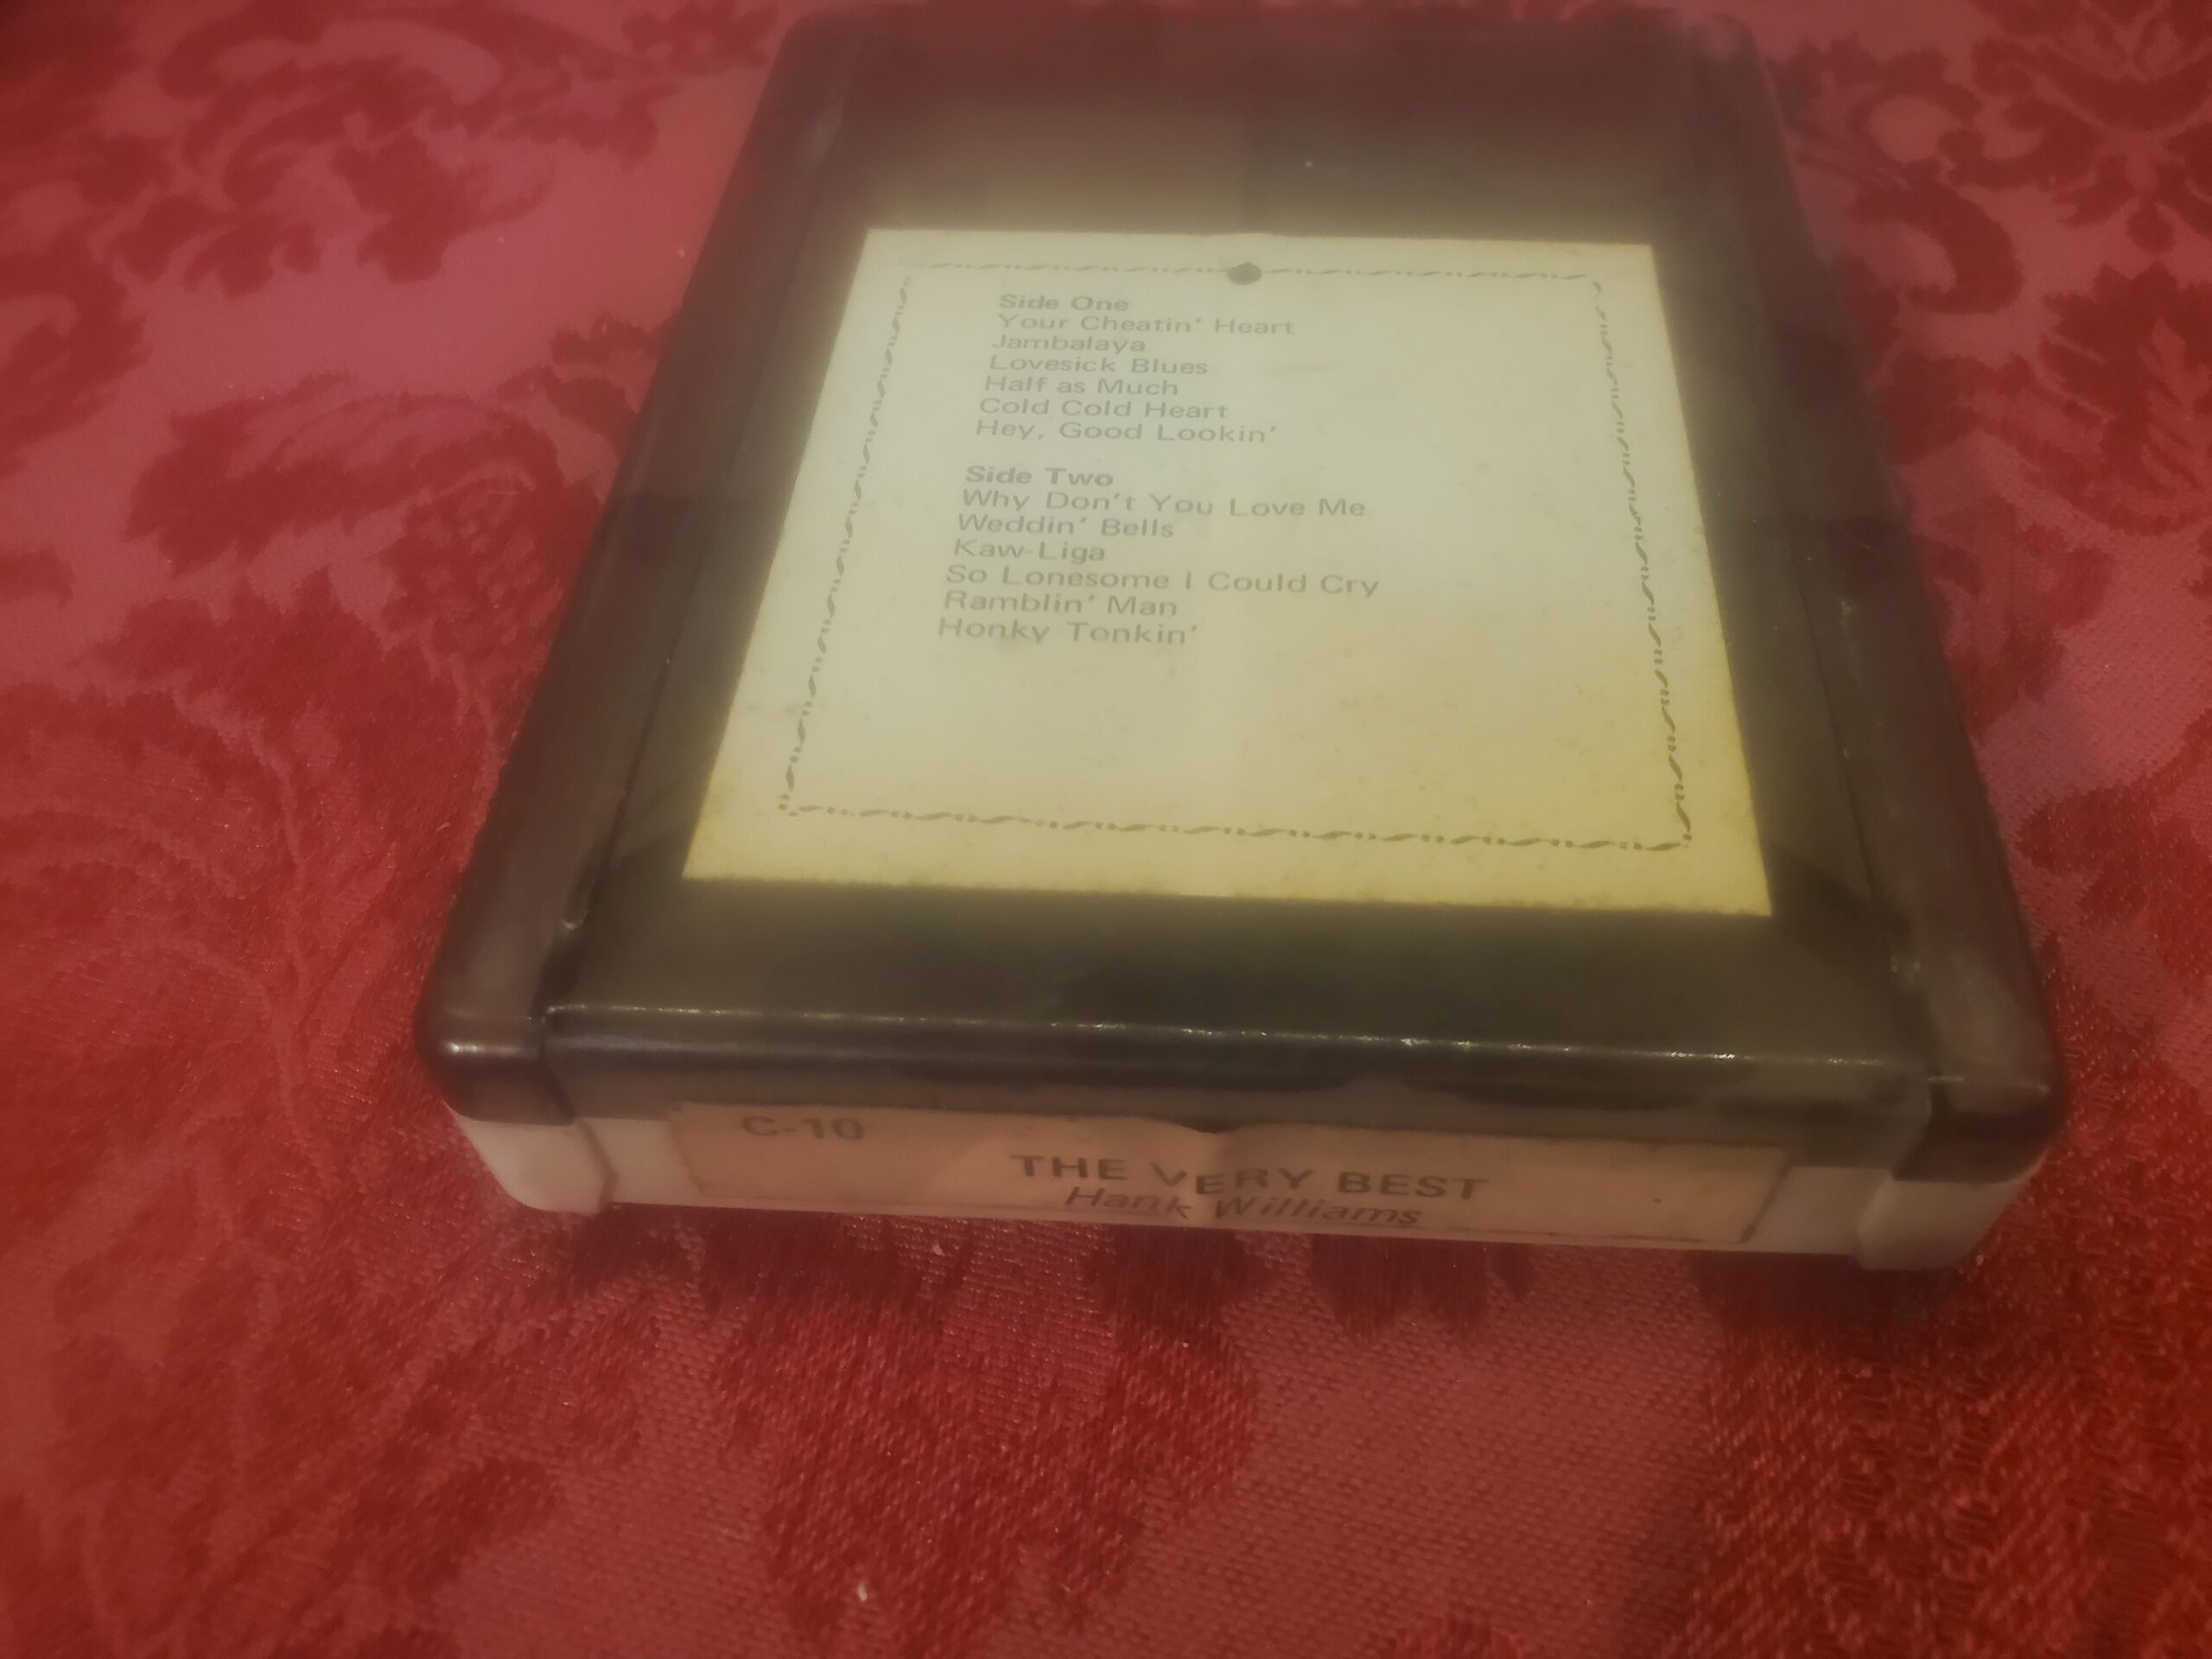 Side One
Your Cheatin' Heart
Jambalaya
Lovesick Blues
Half as Much
Cold Cold Heart
Hey, Good Lookin'
Side Two
Why Don't You Love Me
Weddin' Bells
Kaw-Liga
So Lonesome I Could Cry
Ramblin' Man
Honky Tonkin'
C-10
THE VERY BEST
Hank Williams